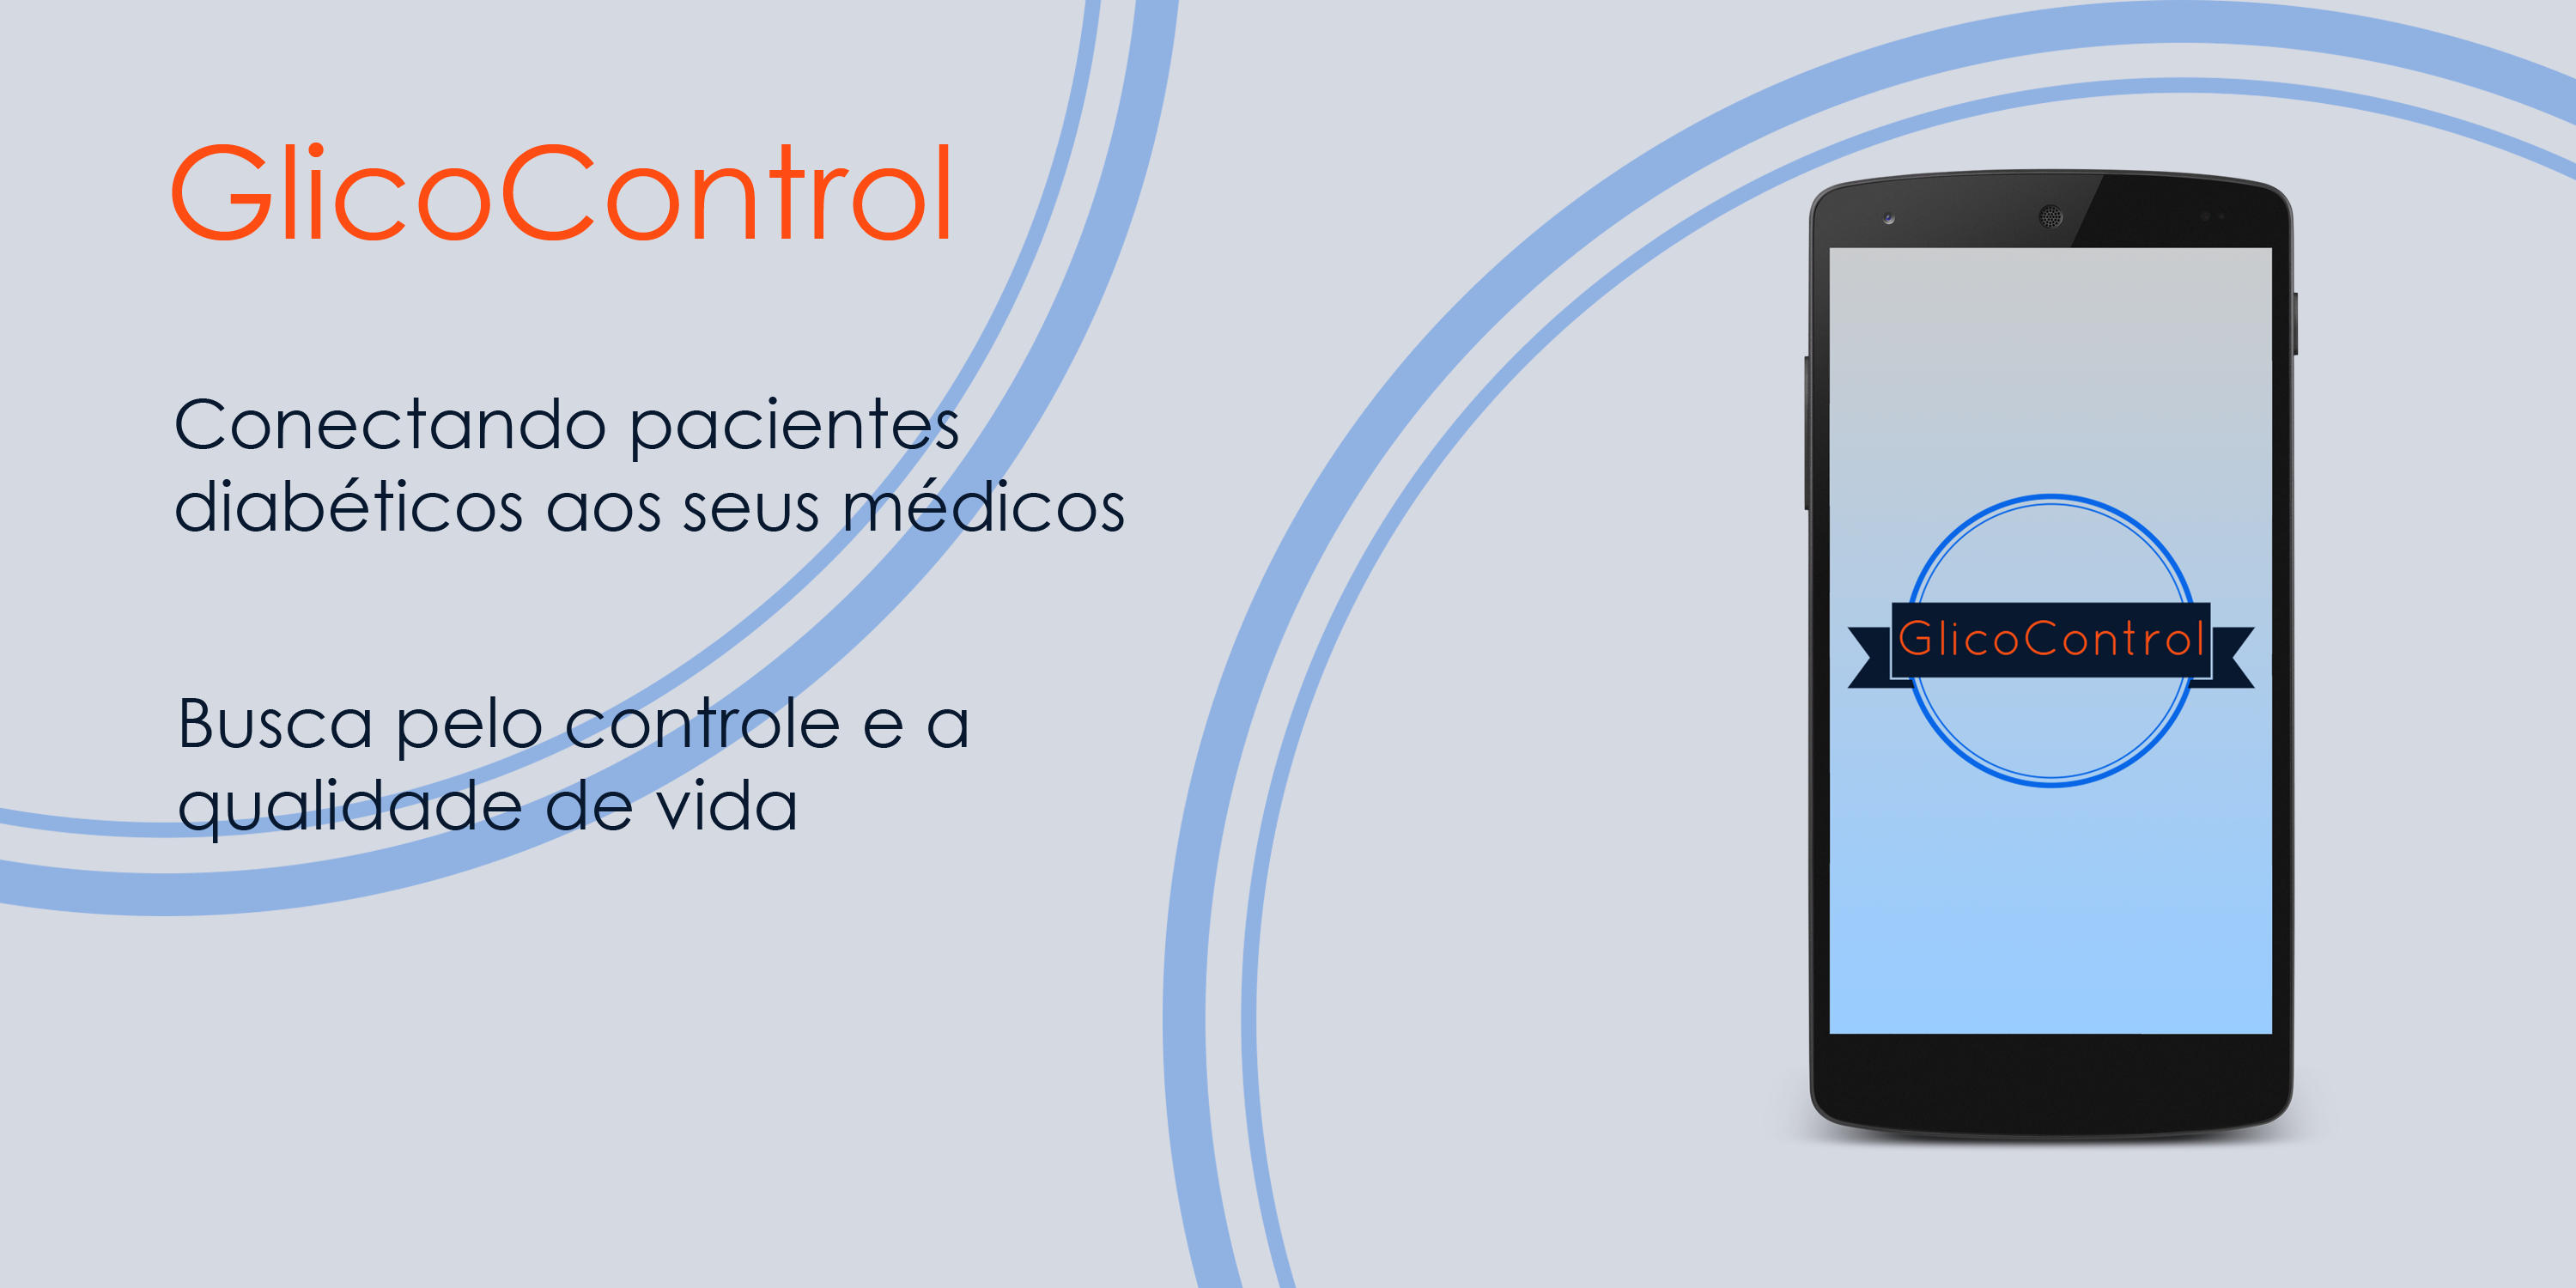 GlicoControl
Conectando pacientes
diabéticos aos seus médicos
Busca pelo controle e a
qualidade de vida
GlicoControl